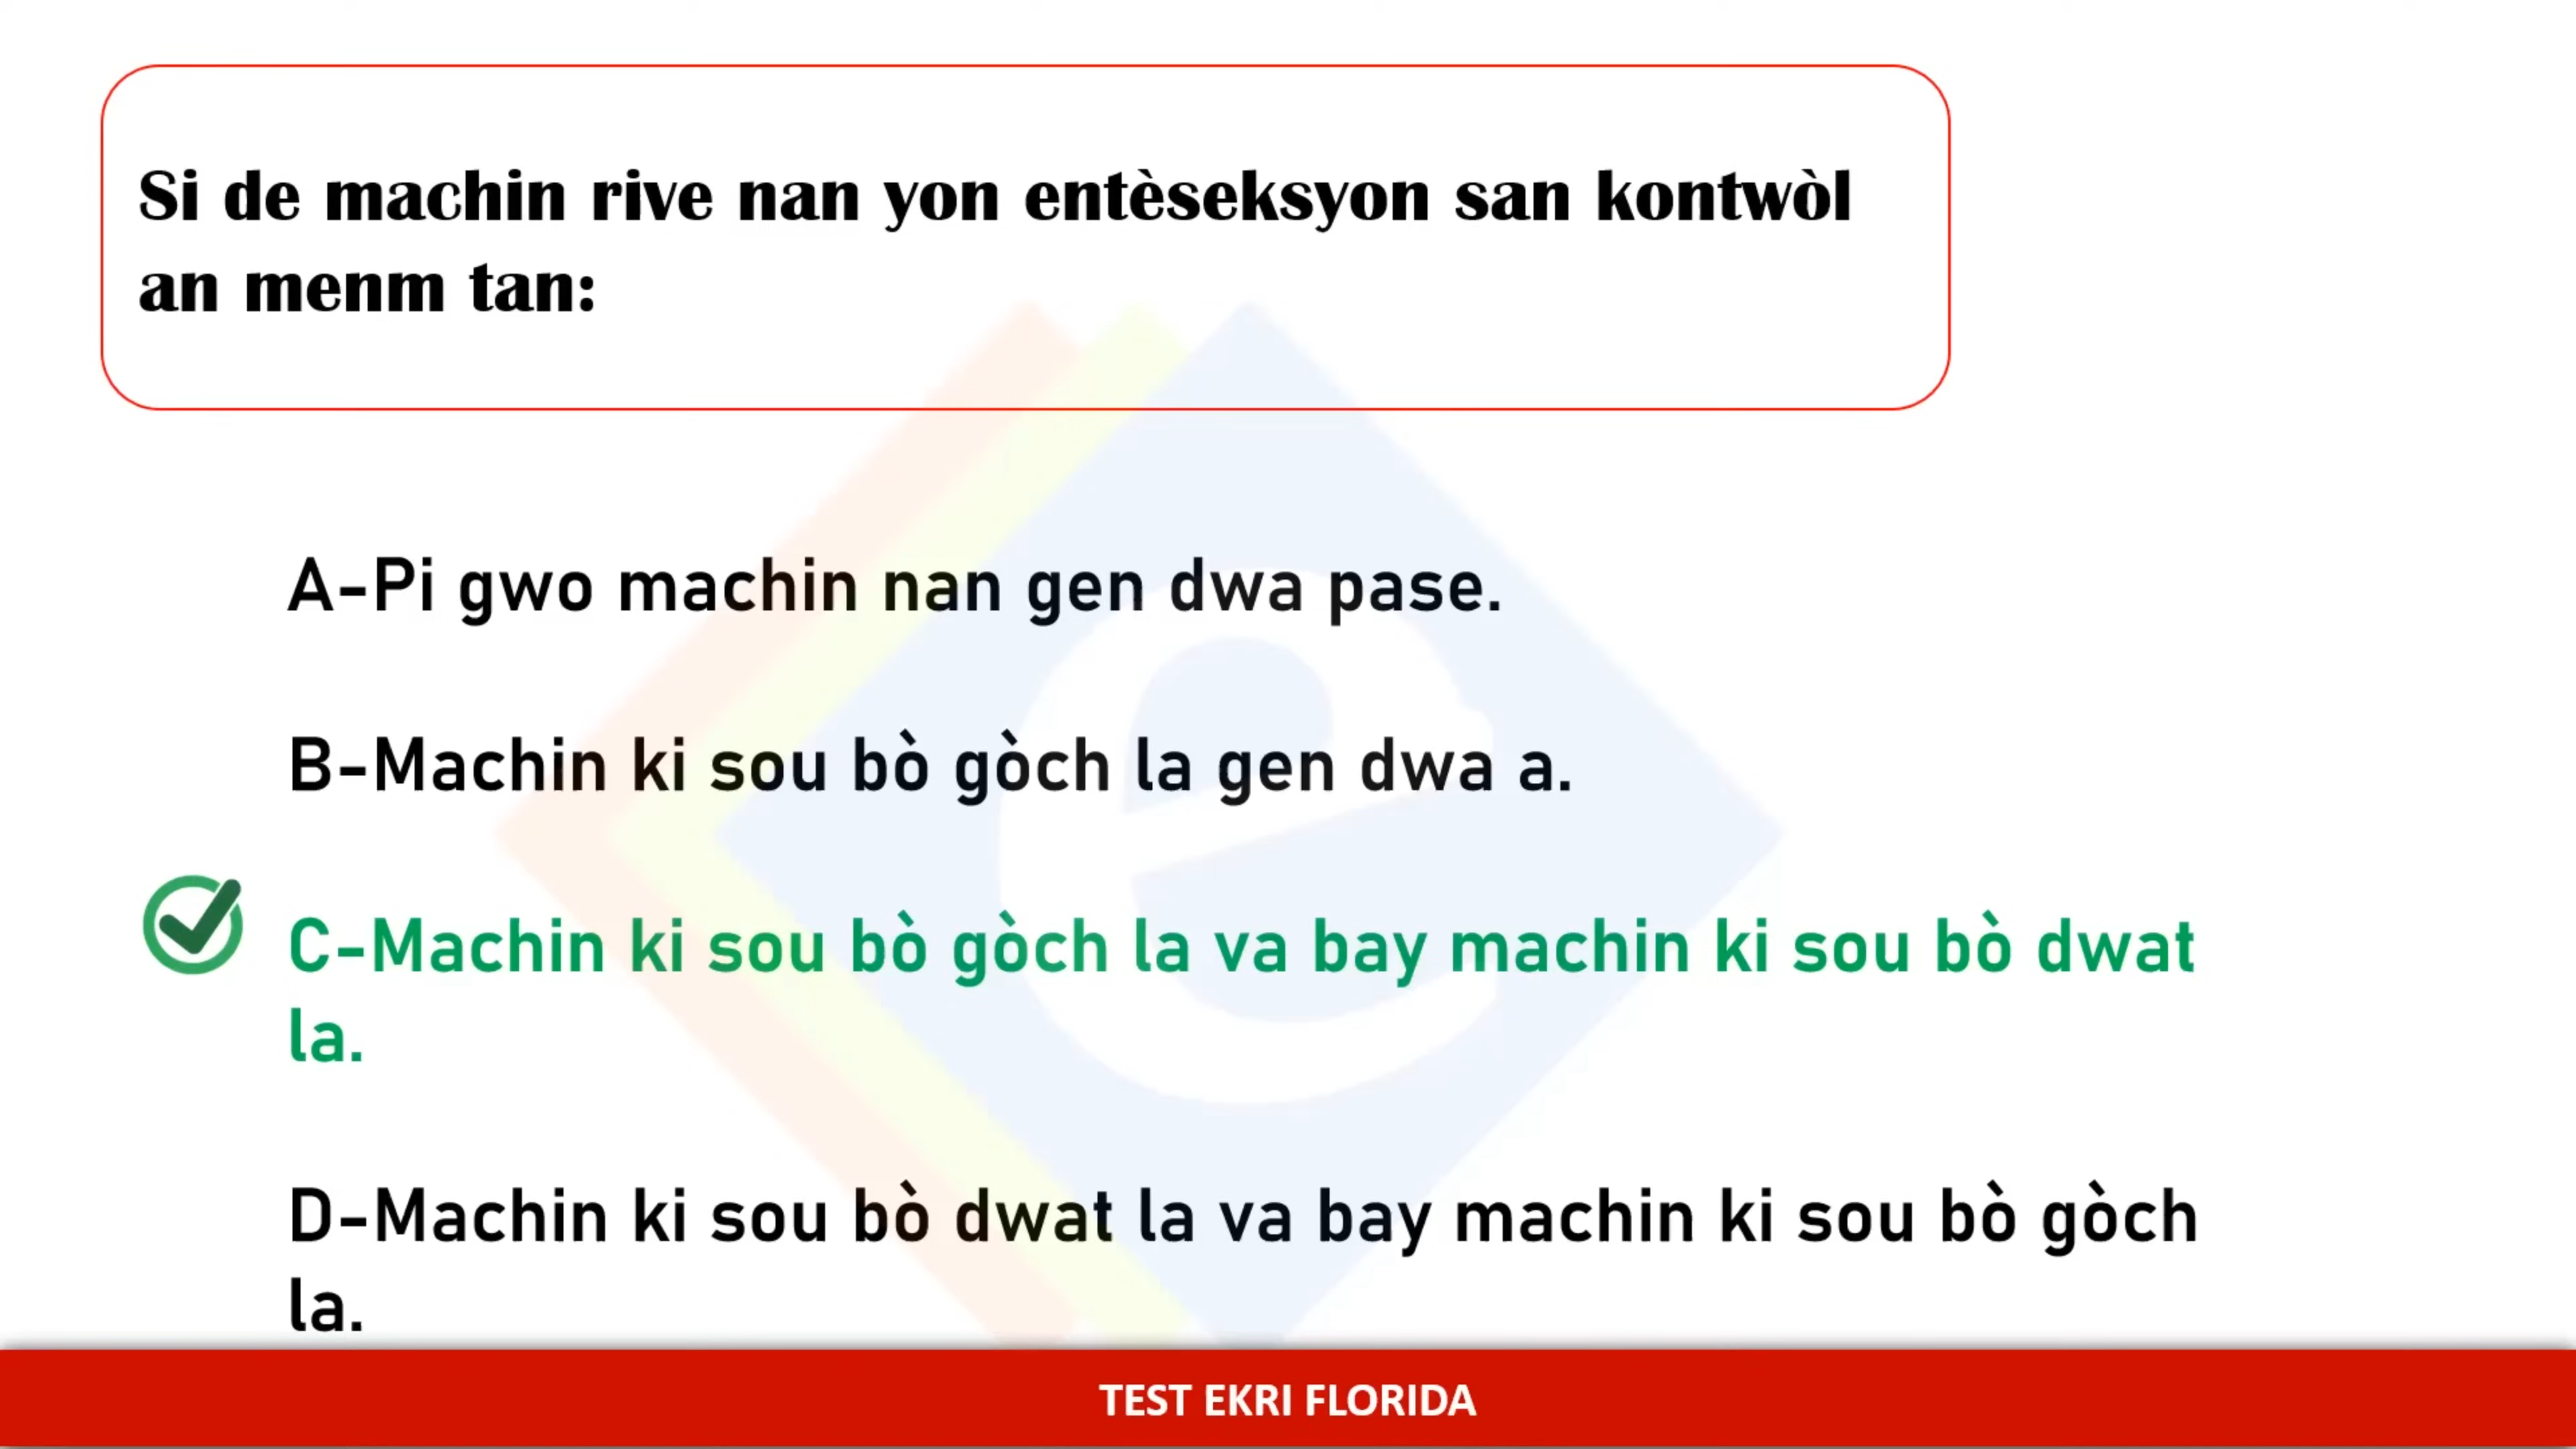 Si de machin rive nan yon entèseksyon san kontwòl
an menm tan:
A-Pi gwo machin nan gen dwa pase.
B-Machin ki sou bò gòch la gen dwa a.
C-Machin ki sou bò gòch la va bay machin ki sou bò dwat
la.
D-Machin ki sou bò dwat la va bay machin ki sou bò gòch
la.
TEST EKRI FLORIDA